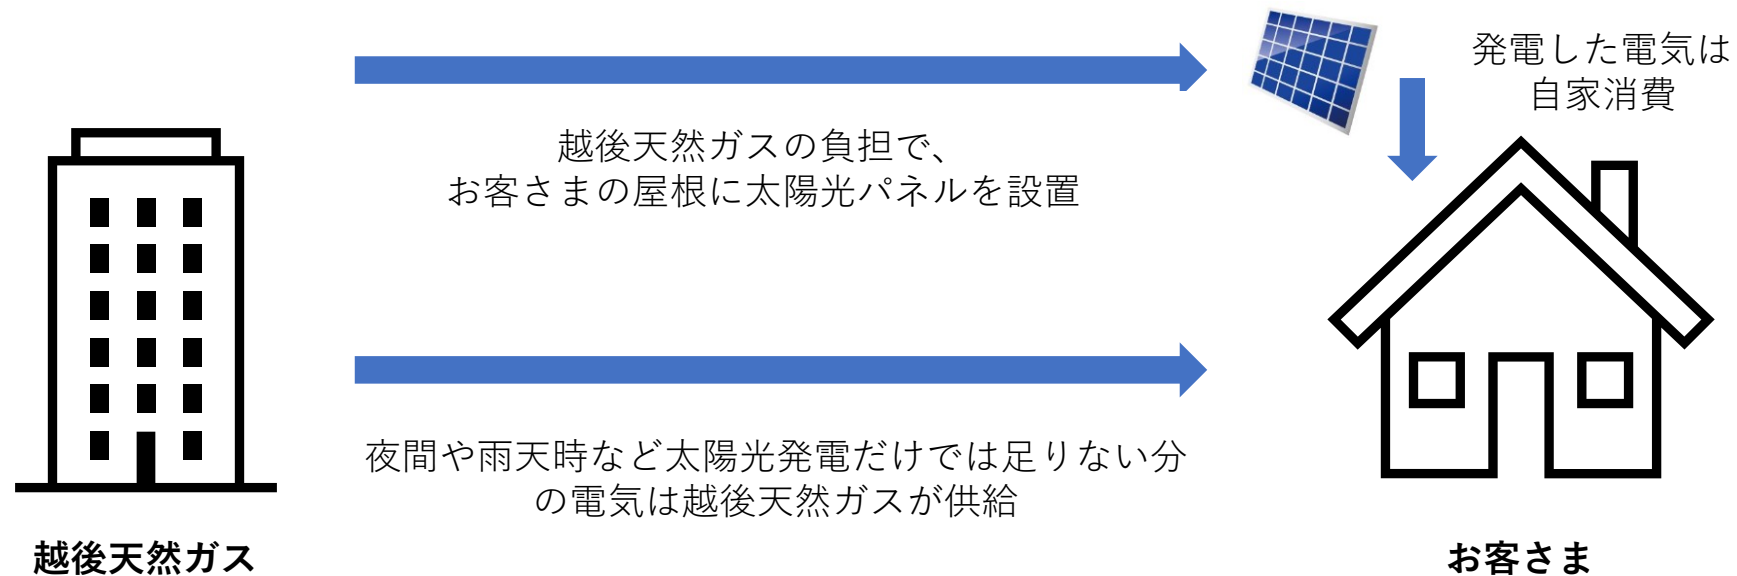 発電した電気は
自家消費
越後天然ガスの負担で、
お客さまの屋根に太陽光パネルを設置
夜間や雨天時など太陽光発電だけでは足りない分
の電気は越後天然ガスが供給
越後天然ガス
お客さま